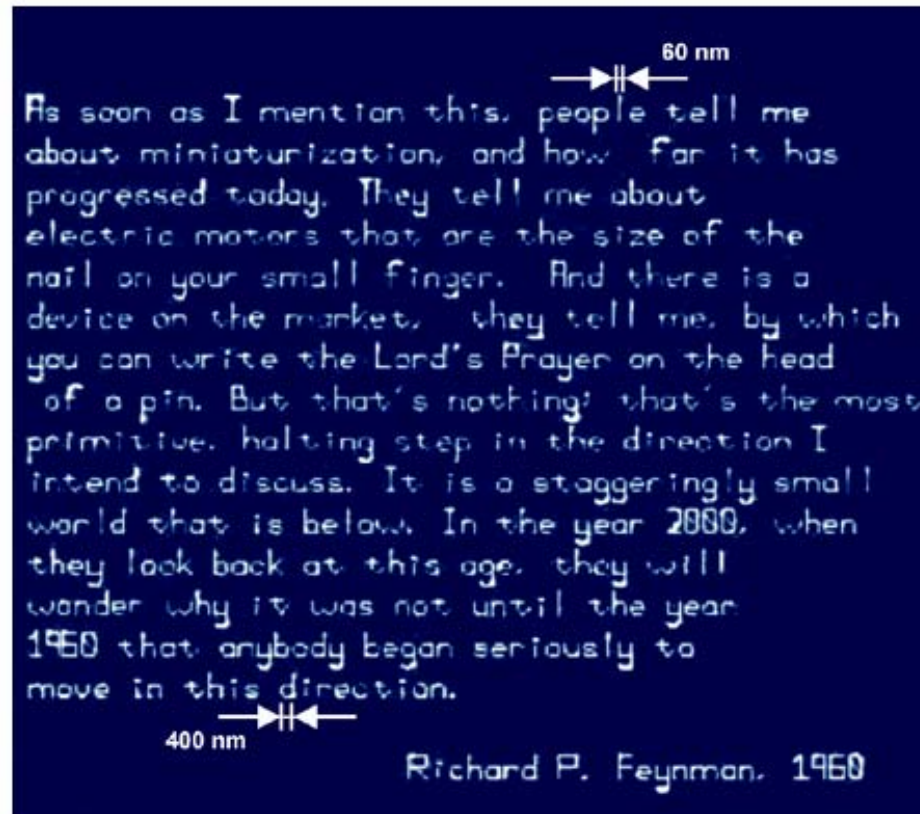 60 nm
As soon as I mention this, people tell me
about miniaturization, and how far it has
progressed today. They tell me about
electric motors that are the size of the
nail on your small finger. And there is a
device on the market, they tell me, by which
you can write the Lord's Prayer on the head
of a pin. But that's nothing; that's the most
primitive, halting step in the direction I
intend to discuss. It is a staggeringly small
world that is below. In the year 2000, when
they look back at this age, they will
wonder why it was not until the year
1960 that anybody began seriously to
move in this direction.
400 nm
Richard P. Feynman, 1960